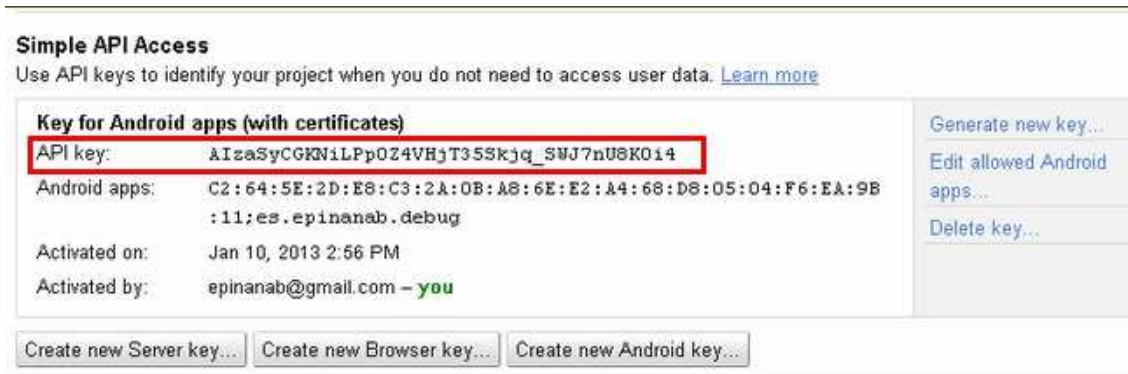 Simple API Access
Use API keys to identify your project when you do not need to access user data. Learn more
Key for Android apps (with certificates)
API key: AIzaSyCGKNiLPpOZ4VHjT35Skjq_SWJ7nU8KOi4
Android apps: C2:64:5E:2D:E8:C3:2A:0B:A8:6E:E2:A4:68:D8:05:04:F6:EA:9B
:11;es.epinanab.debug
Activated on: Jan 10, 2013 2:56 PM
Activated by: epinanab@gmail.com – you
Generate new key...
Edit allowed Android
apps...
Delete key...
Create new Server key... Create new Browser key... Create new Android key...